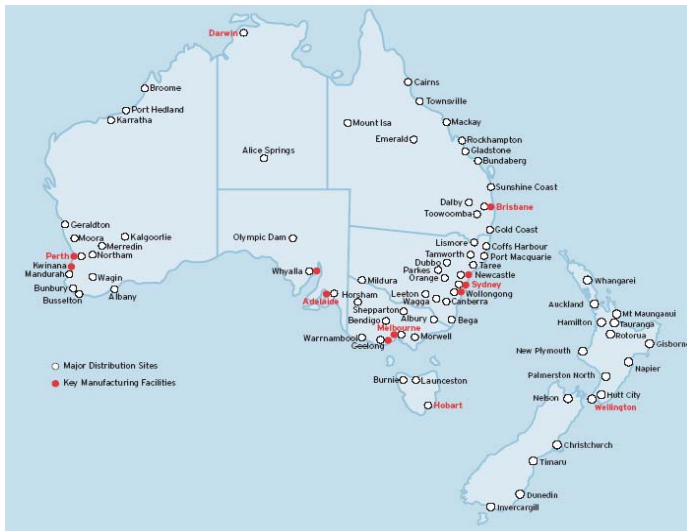 Darwin
Broome
Port Hedland
Karratha
Cairns
Townsville
Mount Isa
Mackay
Emerald
Rockhampton
Gladstone
Bundaberg
Alice Springs
Sunshine Coast
Dalby
Brisbane
Toowoomba
Geraldton
Moora
Kalgoorlie
Merredin
Perth
Northam
Kwinana
Mandurah
Wagin
Bunbury
Albany
Busselton
Olympic Dam
Whyalla
Adelaide
Gold Coast
Lismore
Coffs Harbour
Tamworth
Port Macquarie
Dubbo
Taree
Parkes
Newcastle
Orange
Sydney
Mildura
Wollongong
Leeton
Wagga
Canberra
Horsham
Shepparton
Albury
Bega
Bendigo
Melbourne
Warrnambool
Geelong
Morwell
Burnie
Launceston
Hobart
Whangarei
Auckland
Mt Maungaui
Hamilton
Tauranga
Rotorua
Gisborn
New Plymouth
Napier
Palmerston North
Hutt City
Nelson
Wellington
Christchurch
Timaru
Dunedin
Invercargill
Major Distribution Sites
Key Manufacturing Facilities